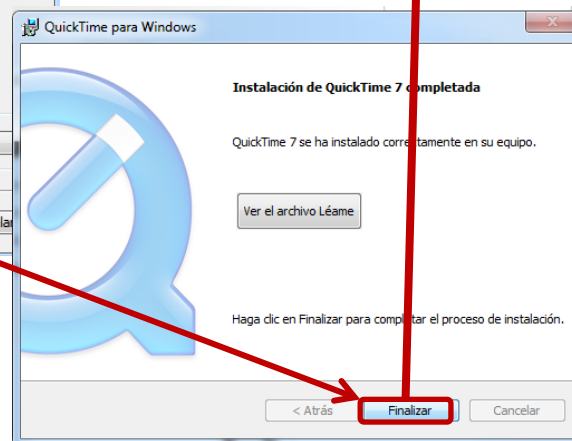 QuickTime para Windows
Instalación de QuickTime 7 completada
QuickTime 7 se ha instalado correctamente en su equipo.
Ver el archivo Léame
Haga clic en Finalizar para completar el proceso de instalación.
< Atrás
Finalizar
Cancelar